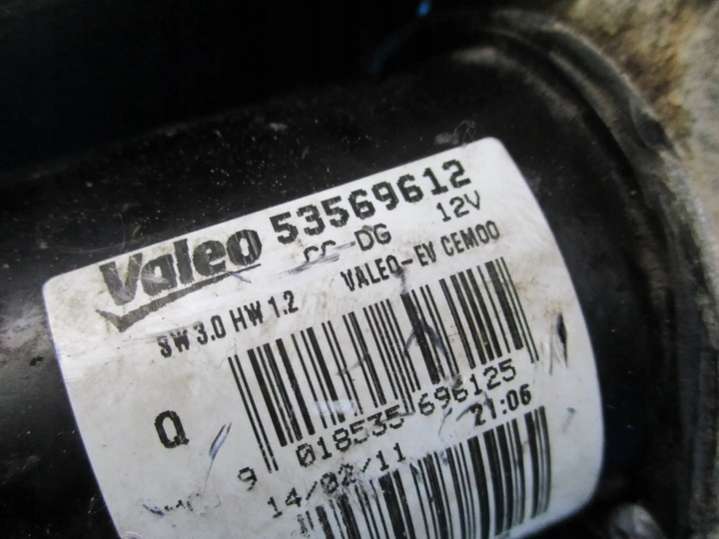 Valeo 53569612
CC-DG 12V
SW 3.0 HW 1.2 VALEO-EV CEM00
Q
9 018535 696125
14/02/11 21:06